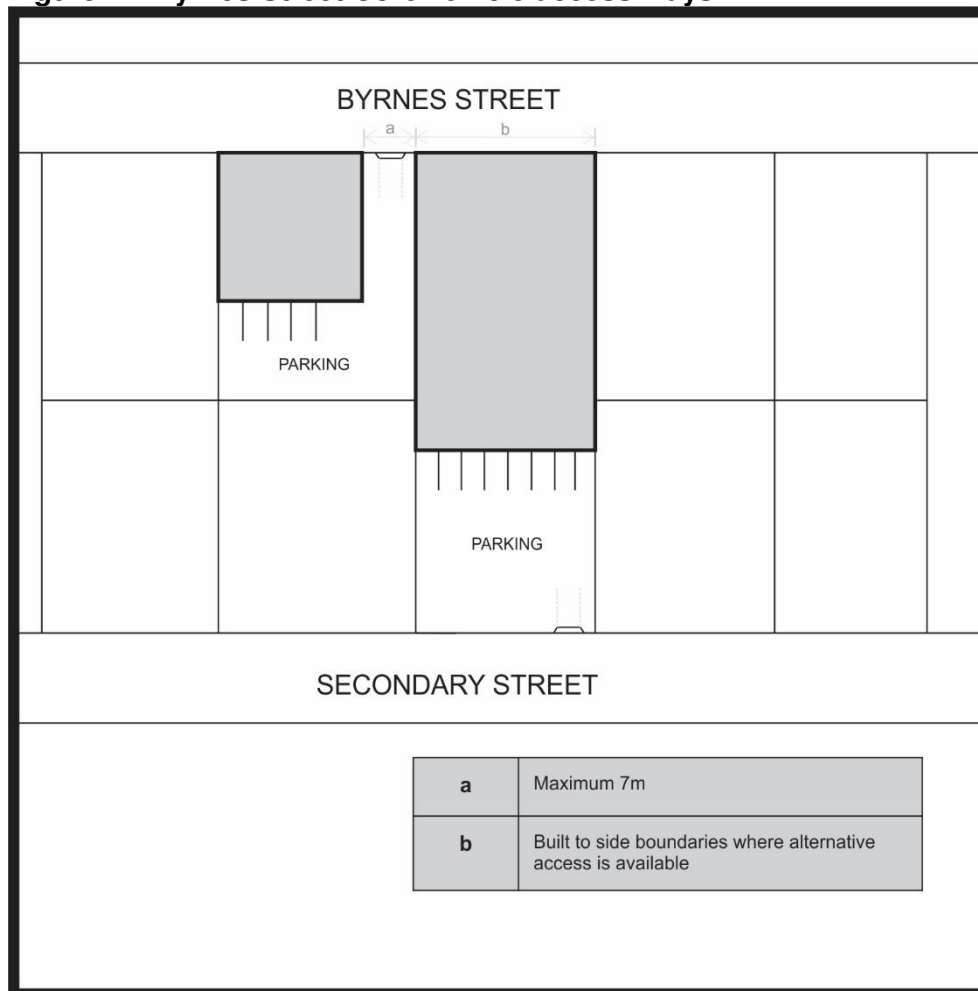 BYRNES STREET
a b
PARKING
PARKING
SECONDARY STREET
a Maximum 7m
b Built to side boundaries where alternative
access is available